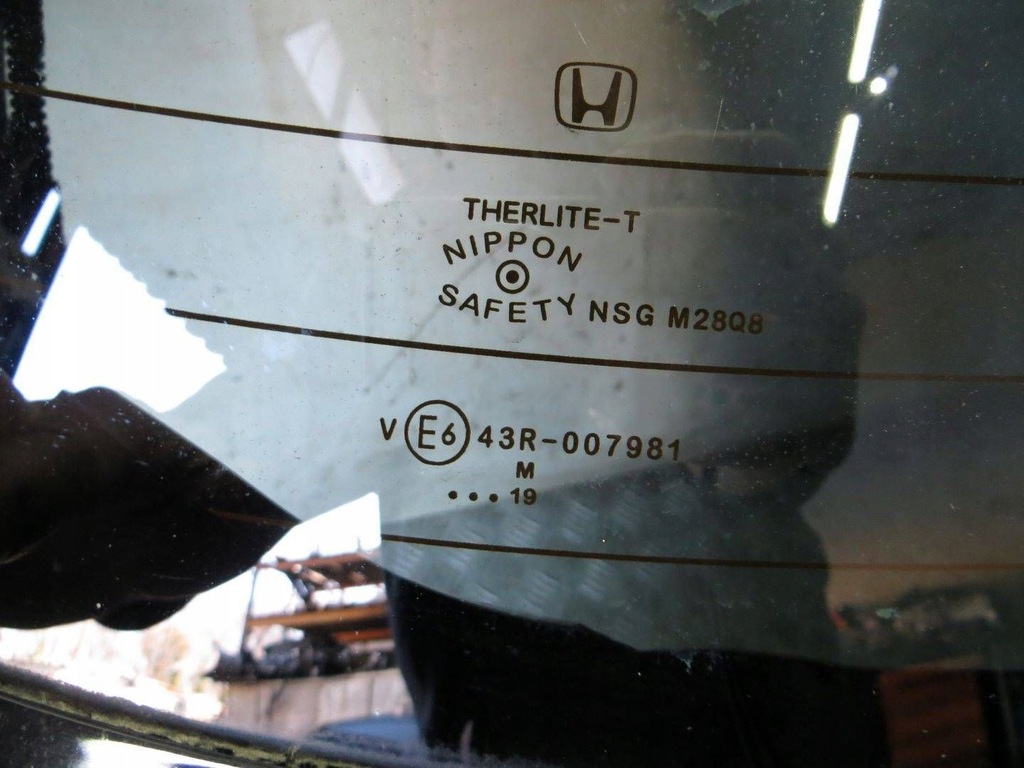 THERLITE-T
NIPPON
SAFETY NSG M28Q8
V E6 43R-007981
M
...19